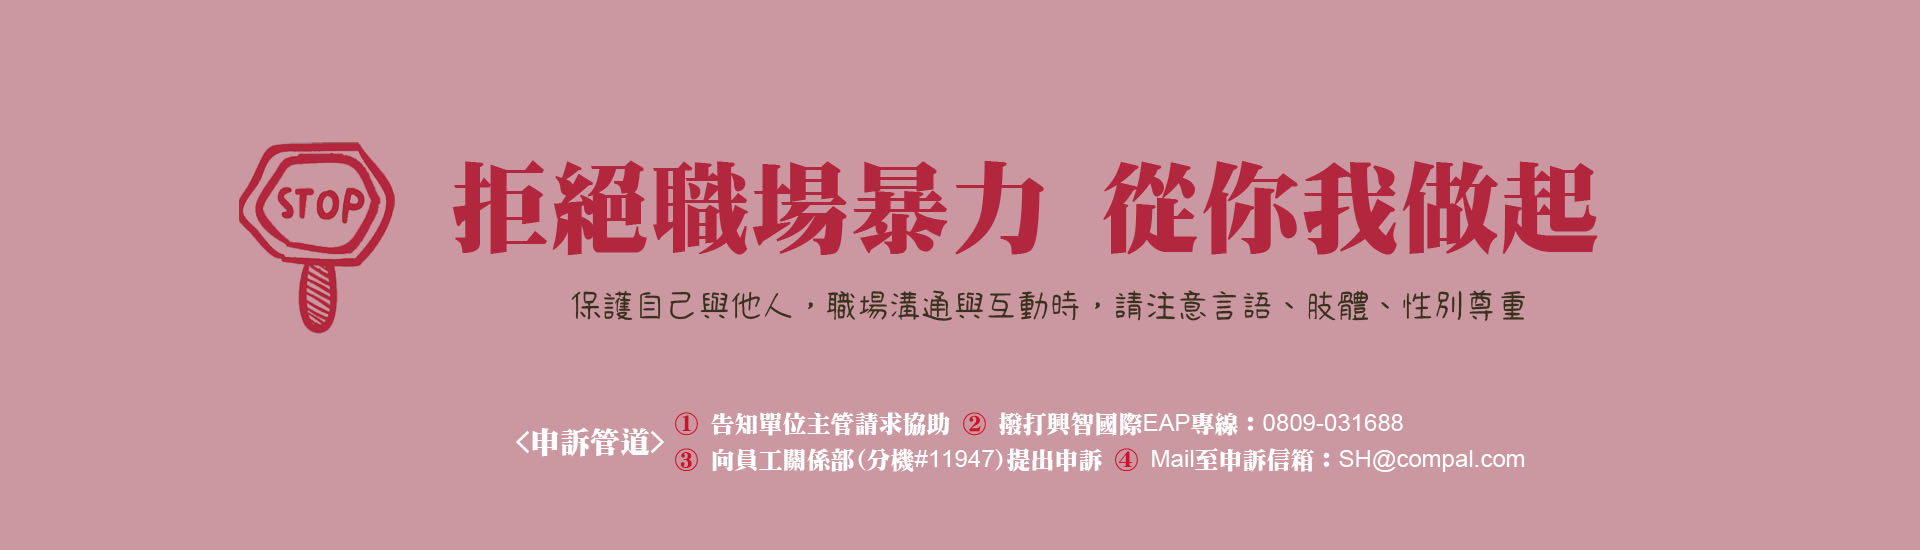 STOP
拒絕職場暴力 從你我做起
保護自己與他人，職場溝通與互動時，請注意言語、肢體、性別尊重
<申訴管道>
① 告知單位主管請求協助 ② 撥打興智國際EAP專線：0809-031688
③ 向員工關係部(分機#11947)提出申訴 ④ Mail至申訴信箱：SH@compal.com